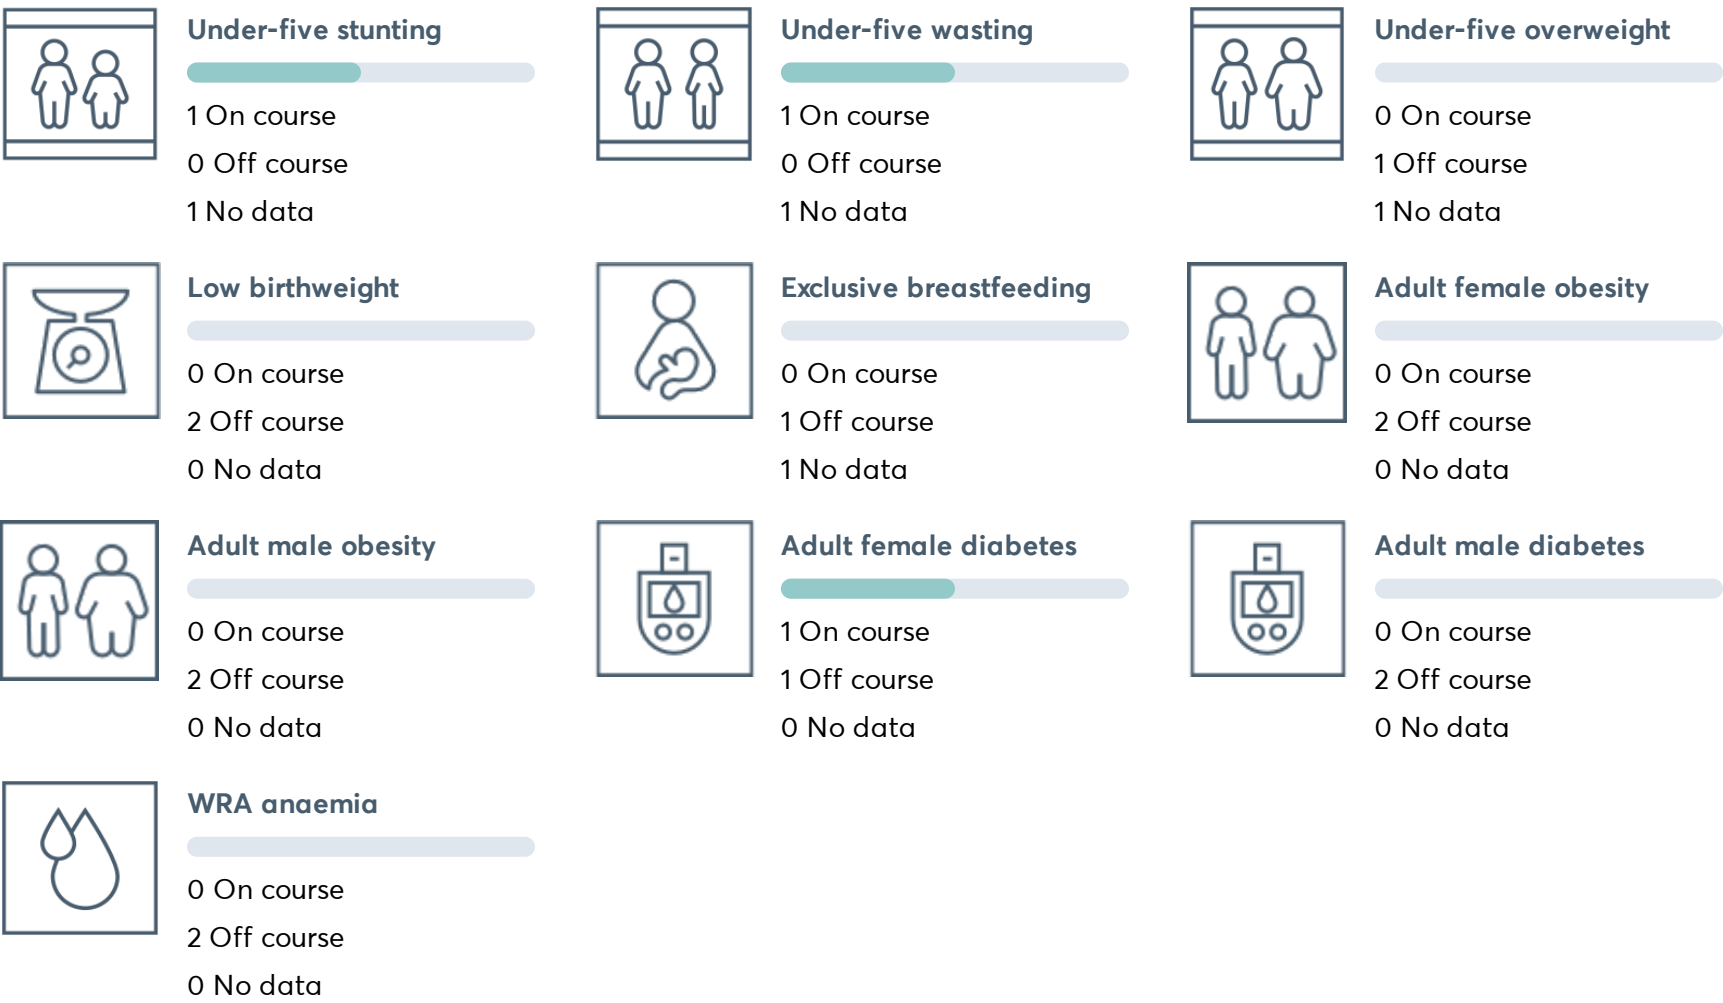 Under-five stunting
1 On course
0 Off course
1 No data
Under-five wasting
1 On course
0 Off course
1 No data
Under-five overweight
0 On course
1 Off course
1 No data
Low birthweight
0 On course
2 Off course
0 No data
Exclusive breastfeeding
0 On course
1 Off course
1 No data
Adult female obesity
0 On course
2 Off course
0 No data
Adult male obesity
0 On course
2 Off course
0 No data
Adult female diabetes
1 On course
1 Off course
0 No data
Adult male diabetes
0 On course
2 Off course
0 No data
WRA anaemia
0 On course
2 Off course
0 No data